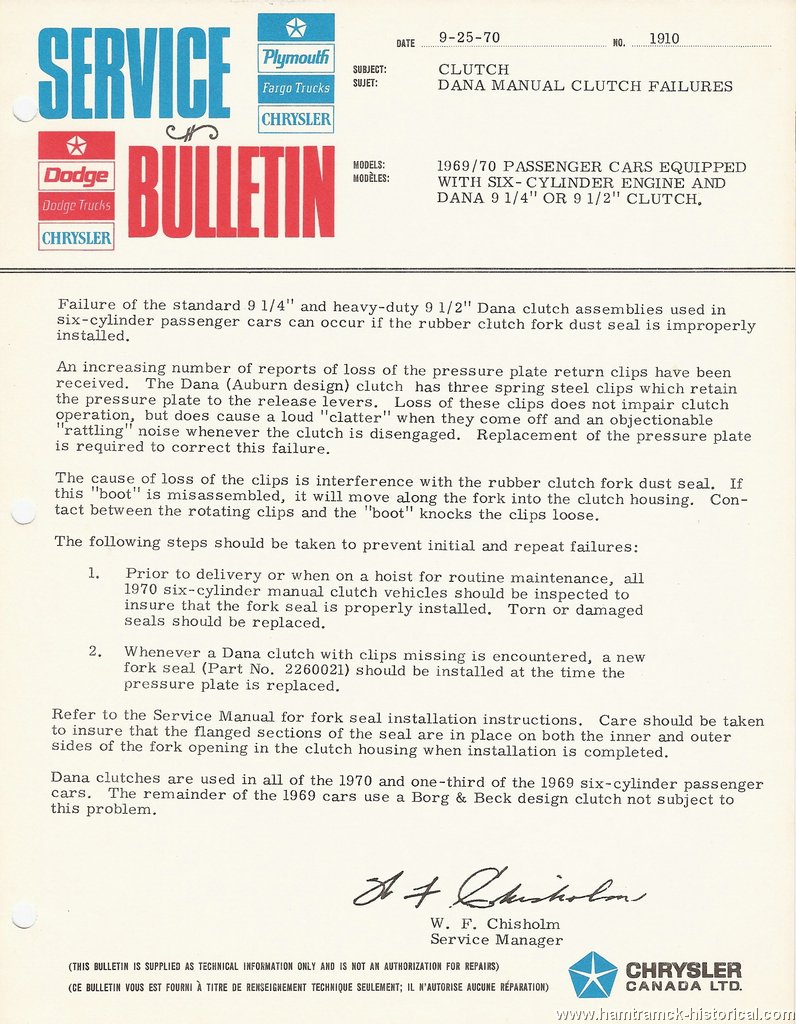 SERVICE
BULLETIN
Plymouth
Fargo Trucks
CHRYSLER
Dodge
Dodge Trucks
CHRYSLER
DATE 9-25-70 NO. 1910
SUBJECT: CLUTCH
SUJET: DANA MANUAL CLUTCH FAILURES
MODELS: 1969/70 PASSENGER CARS EQUIPPED
MODÈLES: WITH SIX-CYLINDER ENGINE AND
DANA 9 1/4" OR 9 1/2" CLUTCH.
Failure of the standard 9 1/4" and heavy-duty 9 1/2" Dana clutch assemblies used in
six-cylinder passenger cars can occur if the rubber clutch fork dust seal is improperly
installed.
An increasing number of reports of loss of the pressure plate return clips have been
received. The Dana (Auburn design) clutch has three spring steel clips which retain
the pressure plate to the release levers. Loss of these clips does not impair clutch
operation, but does cause a loud "clatter" when they come off and an objectionable
"rattling" noise whenever the clutch is disengaged. Replacement of the pressure plate
is required to correct this failure.
The cause of loss of the clips is interference with the rubber clutch fork dust seal. If
this "boot" is misassembled, it will move along the fork into the clutch housing. Con-
tact between the rotating clips and the "boot" knocks the clips loose.
The following steps should be taken to prevent initial and repeat failures:
1. Prior to delivery or when on a hoist for routine maintenance, all
1970 six-cylinder manual clutch vehicles should be inspected to
insure that the fork seal is properly installed. Torn or damaged
seals should be replaced.
2. Whenever a Dana clutch with clips missing is encountered, a new
fork seal (Part No. 2260021) should be installed at the time the
pressure plate is replaced.
Refer to the Service Manual for fork seal installation instructions. Care should be taken
to insure that the flanged sections of the seal are in place on both the inner and outer
sides of the fork opening in the clutch housing when installation is completed.
Dana clutches are used in all of the 1970 and one-third of the 1969 six-cylinder passenger
cars. The remainder of the 1969 cars use a Borg & Beck design clutch not subject to
this problem.
W F Chisholm
W. F. Chisholm
Service Manager
(THIS BULLETIN IS SUPPLIED AS TECHNICAL INFORMATION ONLY AND IS NOT AN AUTHORIZATION FOR REPAIRS)
(CE BULLETIN VOUS EST FOURNI À TITRE DE RENSEIGNEMENT TECHNIQUE SEULEMENT; IL N'AUTORISE AUCUNE RÉPARATION)
CHRYSLER
CANADA LTD.
www.hamtramck-historical.com